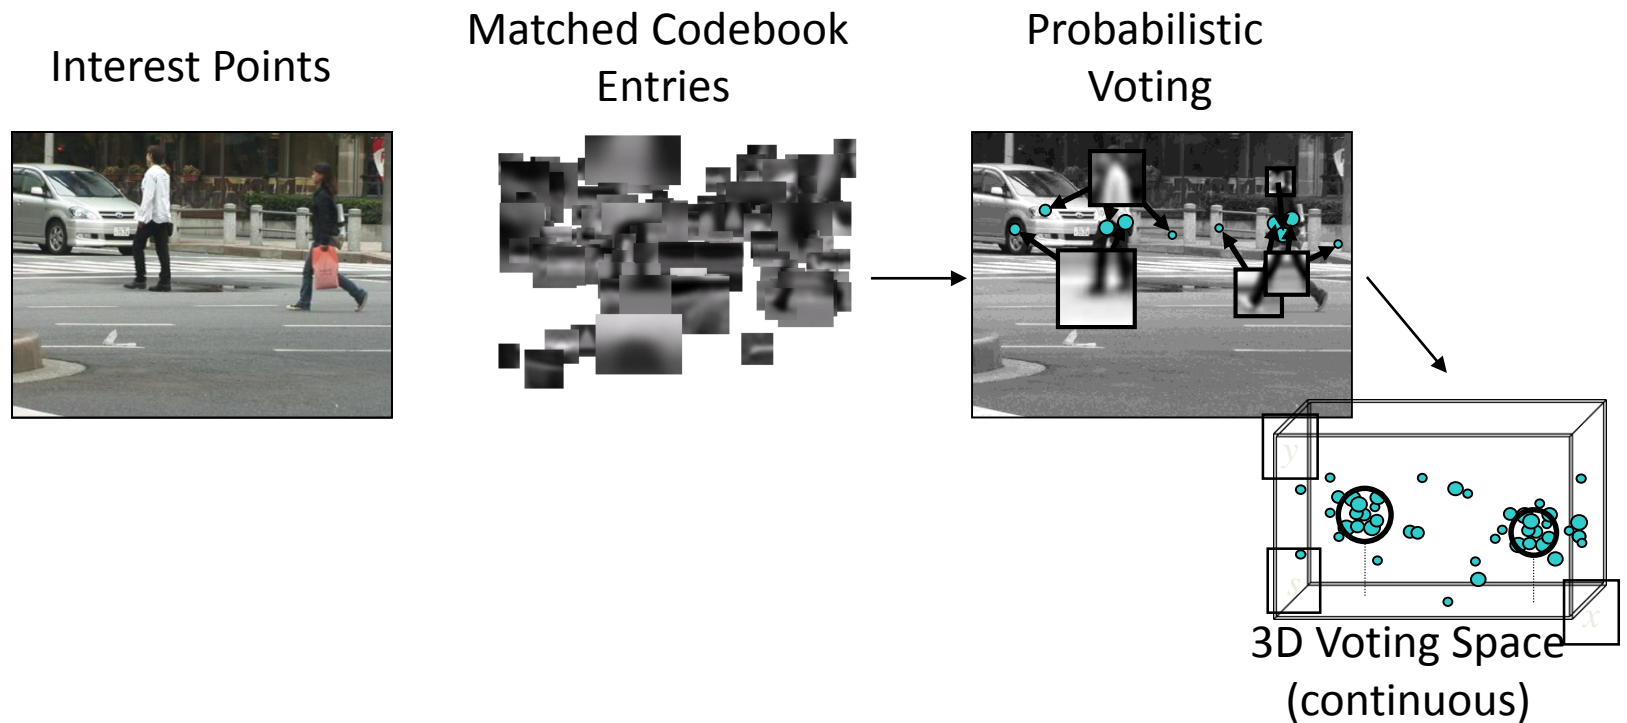 Interest Points
Matched Codebook
Entries
Probabilistic
Voting
y
s
x
3D Voting Space
(continuous)